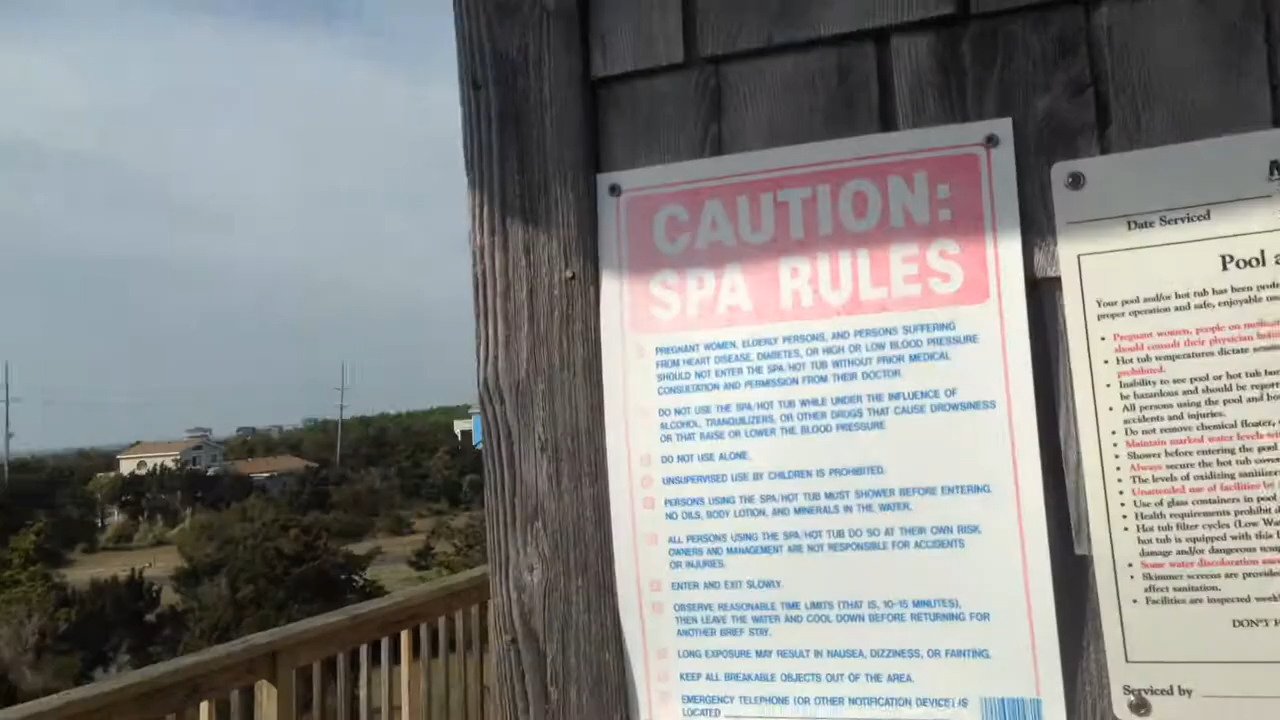 CAUTION:
SPA RULES
PREGNANT WOMEN, ELDERLY PERSONS, AND PERSONS SUFFERING
FROM HEART DISEASE, DIABETES, OR HIGH OR LOW BLOOD PRESSURE
SHOULD NOT ENTER THE SPA/HOT TUB WITHOUT PRIOR MEDICAL
CONSULTATION AND PERMISSION FROM THEIR DOCTOR.
DO NOT USE THE SPA/HOT TUB WHILE UNDER THE INFLUENCE OF
ALCOHOL, TRANQUILIZERS, OR OTHER DRUGS THAT CAUSE DROWSINESS
OR THAT RAISE OR LOWER THE BLOOD PRESSURE.
DO NOT USE ALONE.
UNSUPERVISED USE BY CHILDREN IS PROHIBITED.
PERSONS USING THE SPA/HOT TUB MUST SHOWER BEFORE ENTERING.
NO OILS, BODY LOTION, AND MINERALS IN THE WATER.
ALL PERSONS USING THE SPA/HOT TUB DO SO AT THEIR OWN RISK.
OWNERS AND MANAGEMENT ARE NOT RESPONSIBLE FOR ACCIDENTS
OR INJURIES.
ENTER AND EXIT SLOWLY.
OBSERVE REASONABLE TIME LIMITS (THAT IS, 10-15 MINUTES),
THEN LEAVE THE WATER AND COOL DOWN BEFORE RETURNING FOR
ANOTHER BRIEF STAY.
LONG EXPOSURE MAY RESULT IN NAUSEA, DIZZINESS, OR FAINTING.
KEEP ALL BREAKABLE OBJECTS OUT OF THE AREA.
EMERGENCY TELEPHONE (OR OTHER NOTIFICATION DEVICE) IS
LOCATED
Date Serviced
Pool
Your pool and/or hot tub has been
proper operation and safe, enjoyable
Pregnant women, people on
should consult their physician
Hot tub temperatures dictate
prohibited.
Inability to see pool or hot tub
be hazardous and should be
All persons using the pool and
accidents and injuries.
Do not remove chemical floater,
Maintain marked water levels
Shower before entering the pool
Always secure the hot tub
The levels of oxidizing
Unattended use of facilities
Use of glass containers in pool
Health requirements prohibit
Hot tub filter cycles (Low
hot tub is equipped with this
damage and/or dangerous
Some water discoloration
Skimmer screens are
affect sanitation.
Facilities are inspected
DON'T
Serviced by